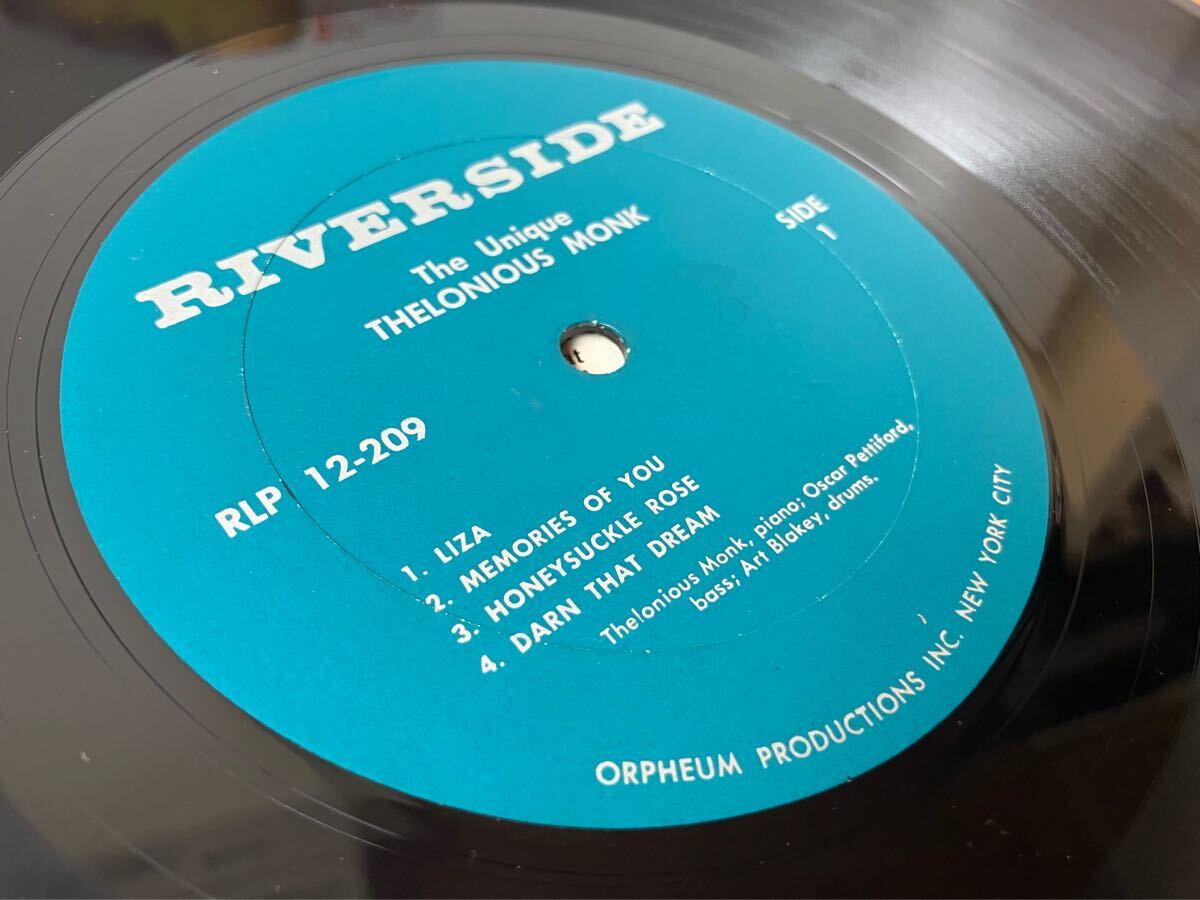 RIVERSIDE
The Unique
THELONIOUS MONK
SIDE
1
RLP 12-209
1. LIZA
2. MEMORIES OF YOU
3. HONEYSUCKLE ROSE
4. DARN THAT DREAM
Thelonious Monk, piano; Oscar Pettiford,
bass; Art Blakey, drums.
ORPHEUM PRODUCTIONS INC. NEW YORK CITY